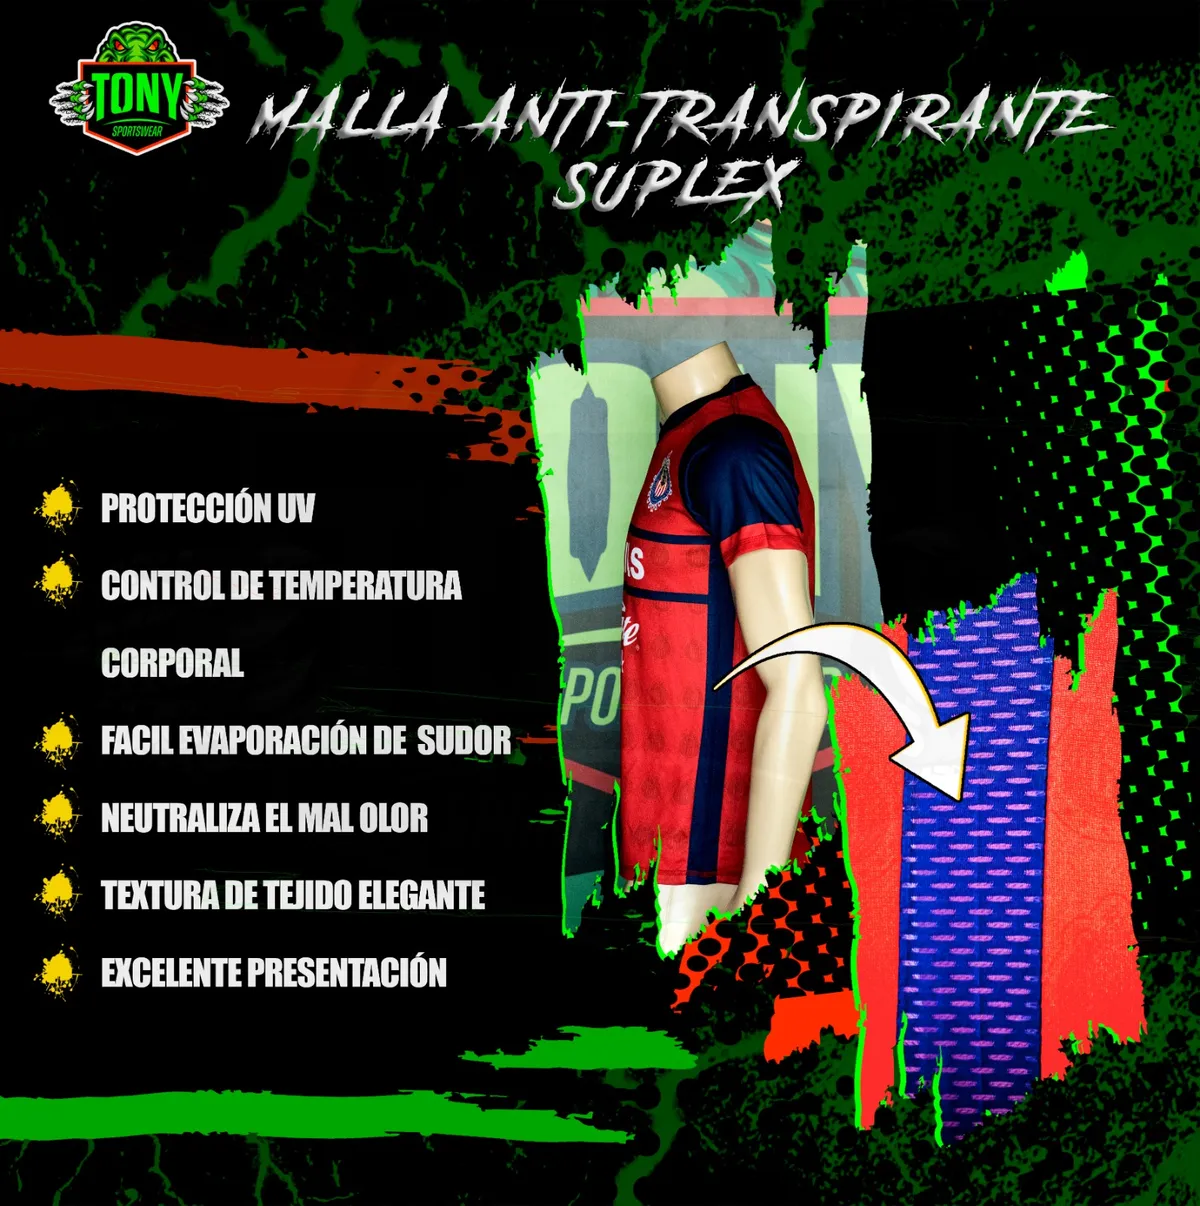 TONY
SPORTSWEAR
MALLA ANTI-TRANSPIRANTE
SUPLEX
PROTECCIÓN UV
CONTROL DE TEMPERATURA
CORPORAL
FACIL EVAPORACIÓN DE SUDOR
NEUTRALIZA EL MAL OLOR
TEXTURA DE TEJIDO ELEGANTE
EXCELENTE PRESENTACIÓN